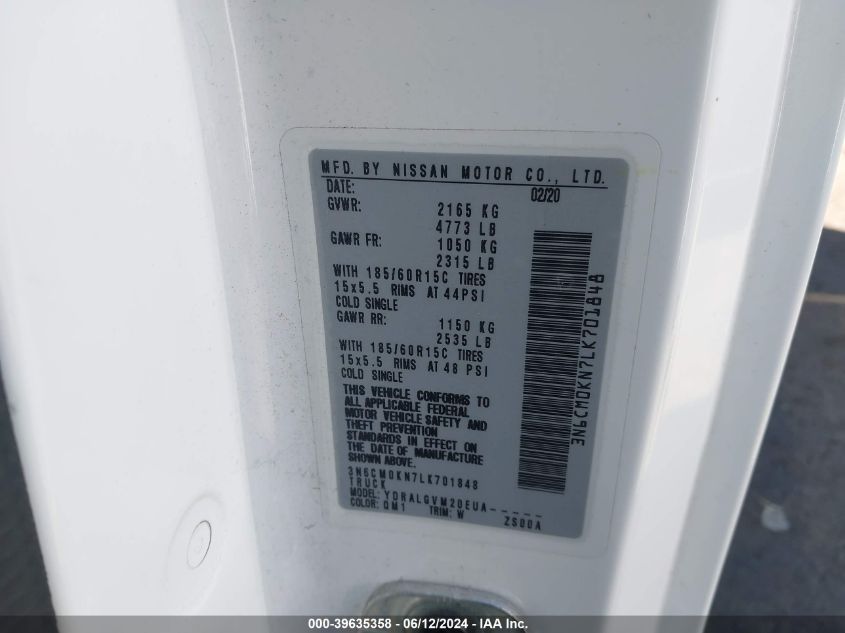 MFD. BY NISSAN MOTOR CO., LTD.
DATE: 02/20
GVWR: 2165 KG
4773 LB
GAWR FR: 1050 KG
2315 LB
WITH 185/60R15C TIRES
15x5.5 RIMS AT 44PSI
COLD SINGLE
GAWR RR: 1150 KG
2535 LB
WITH 185/60R15C TIRES
15x5.5 RIMS AT 48 PSI
COLD SINGLE
THIS VEHICLE CONFORMS TO
ALL APPLICABLE FEDERAL
MOTOR VEHICLE SAFETY AND
THEFT PREVENTION
STANDARDS IN EFFECT ON
THE DATE OF MANUFACTURE
SHOWN ABOVE.
3N6CM0KN7LK701848
TRUCK
MODEL: YDRALGVM20EUA-----
COLOR: QM1 TRIM: W ZS00A
3N6CM0KN7LK701848
000-39635358 - 06/12/2024 - IAA Inc.